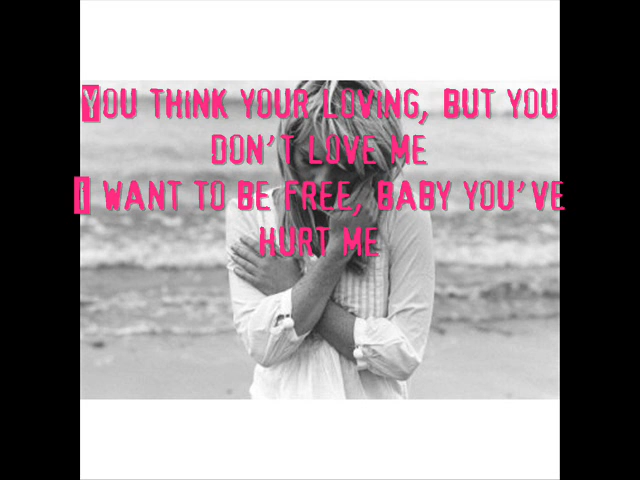 You think your loving, but you
don't love me
I want to be free, baby you've
hurt me